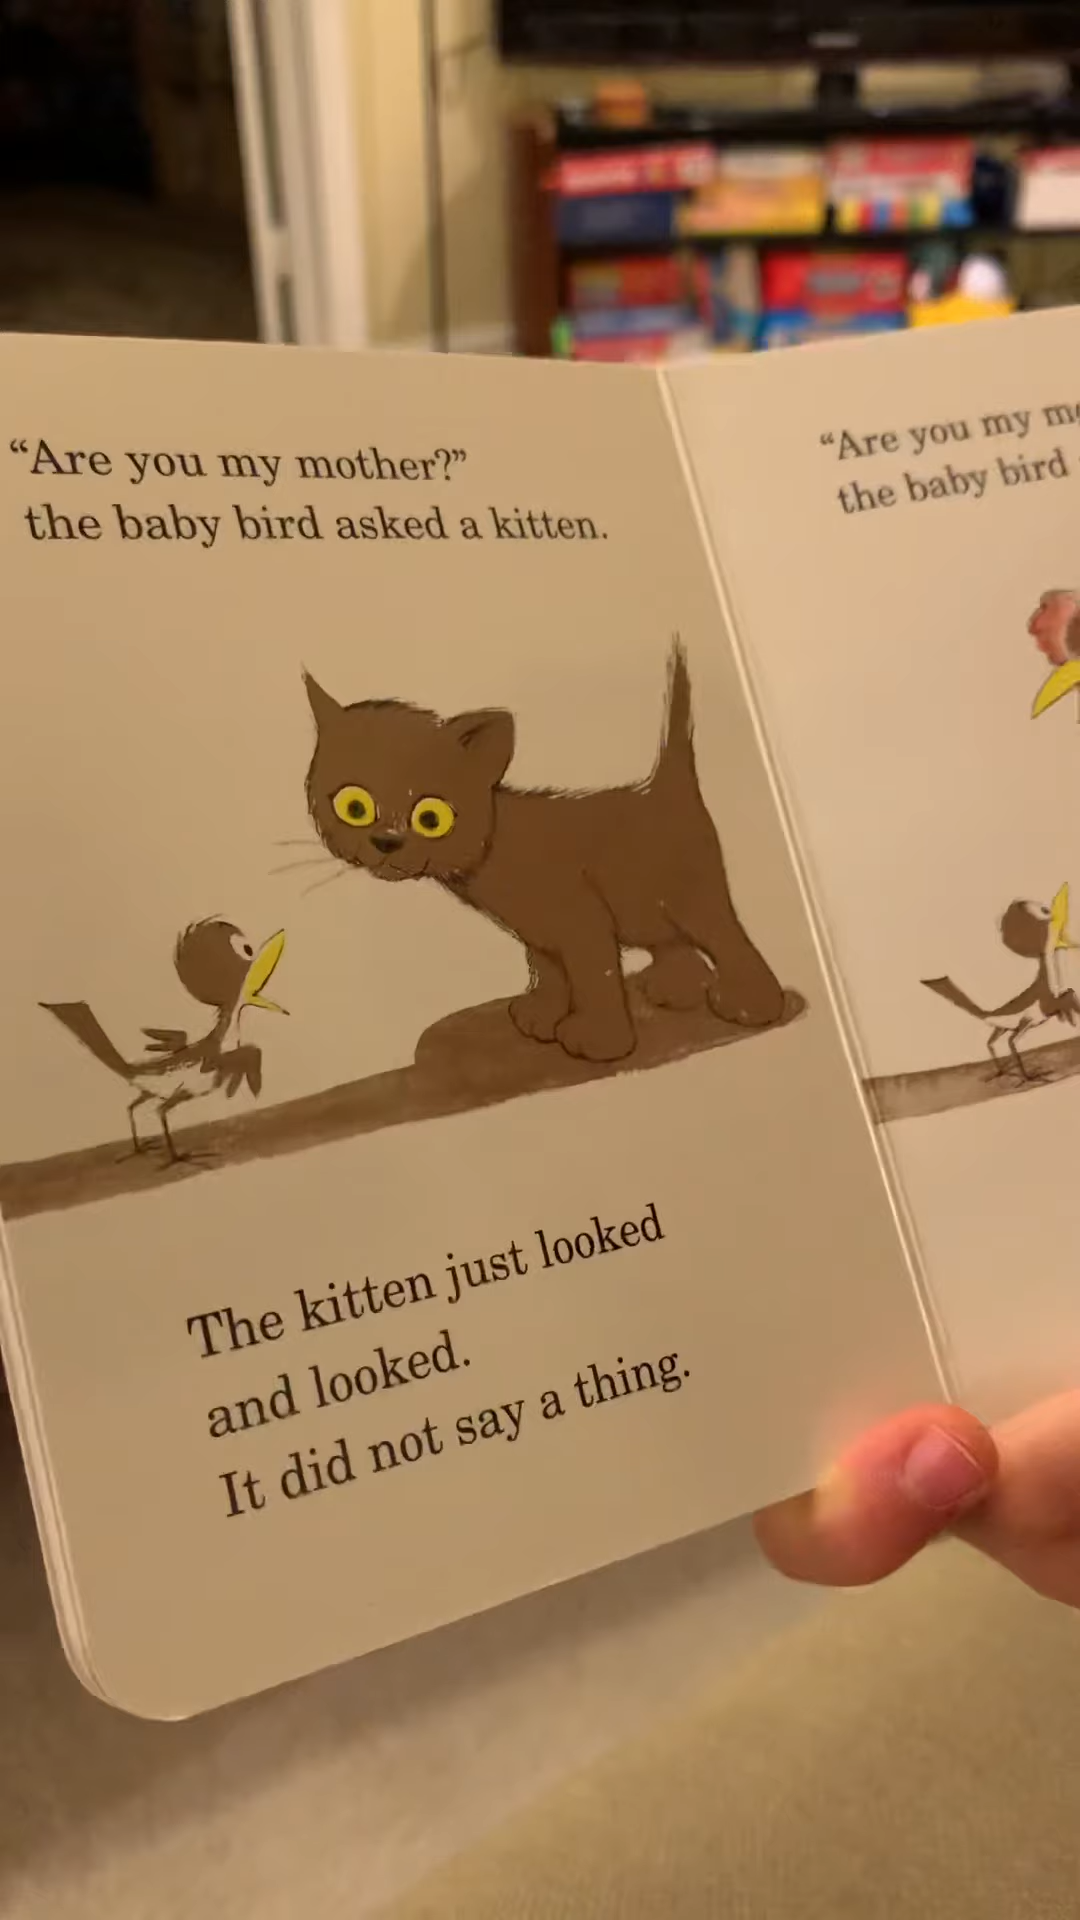 “Are you my mother?”
the baby bird asked a kitten.
The kitten just looked
and looked.
It did not say a thing.
“Are you my
the baby bird